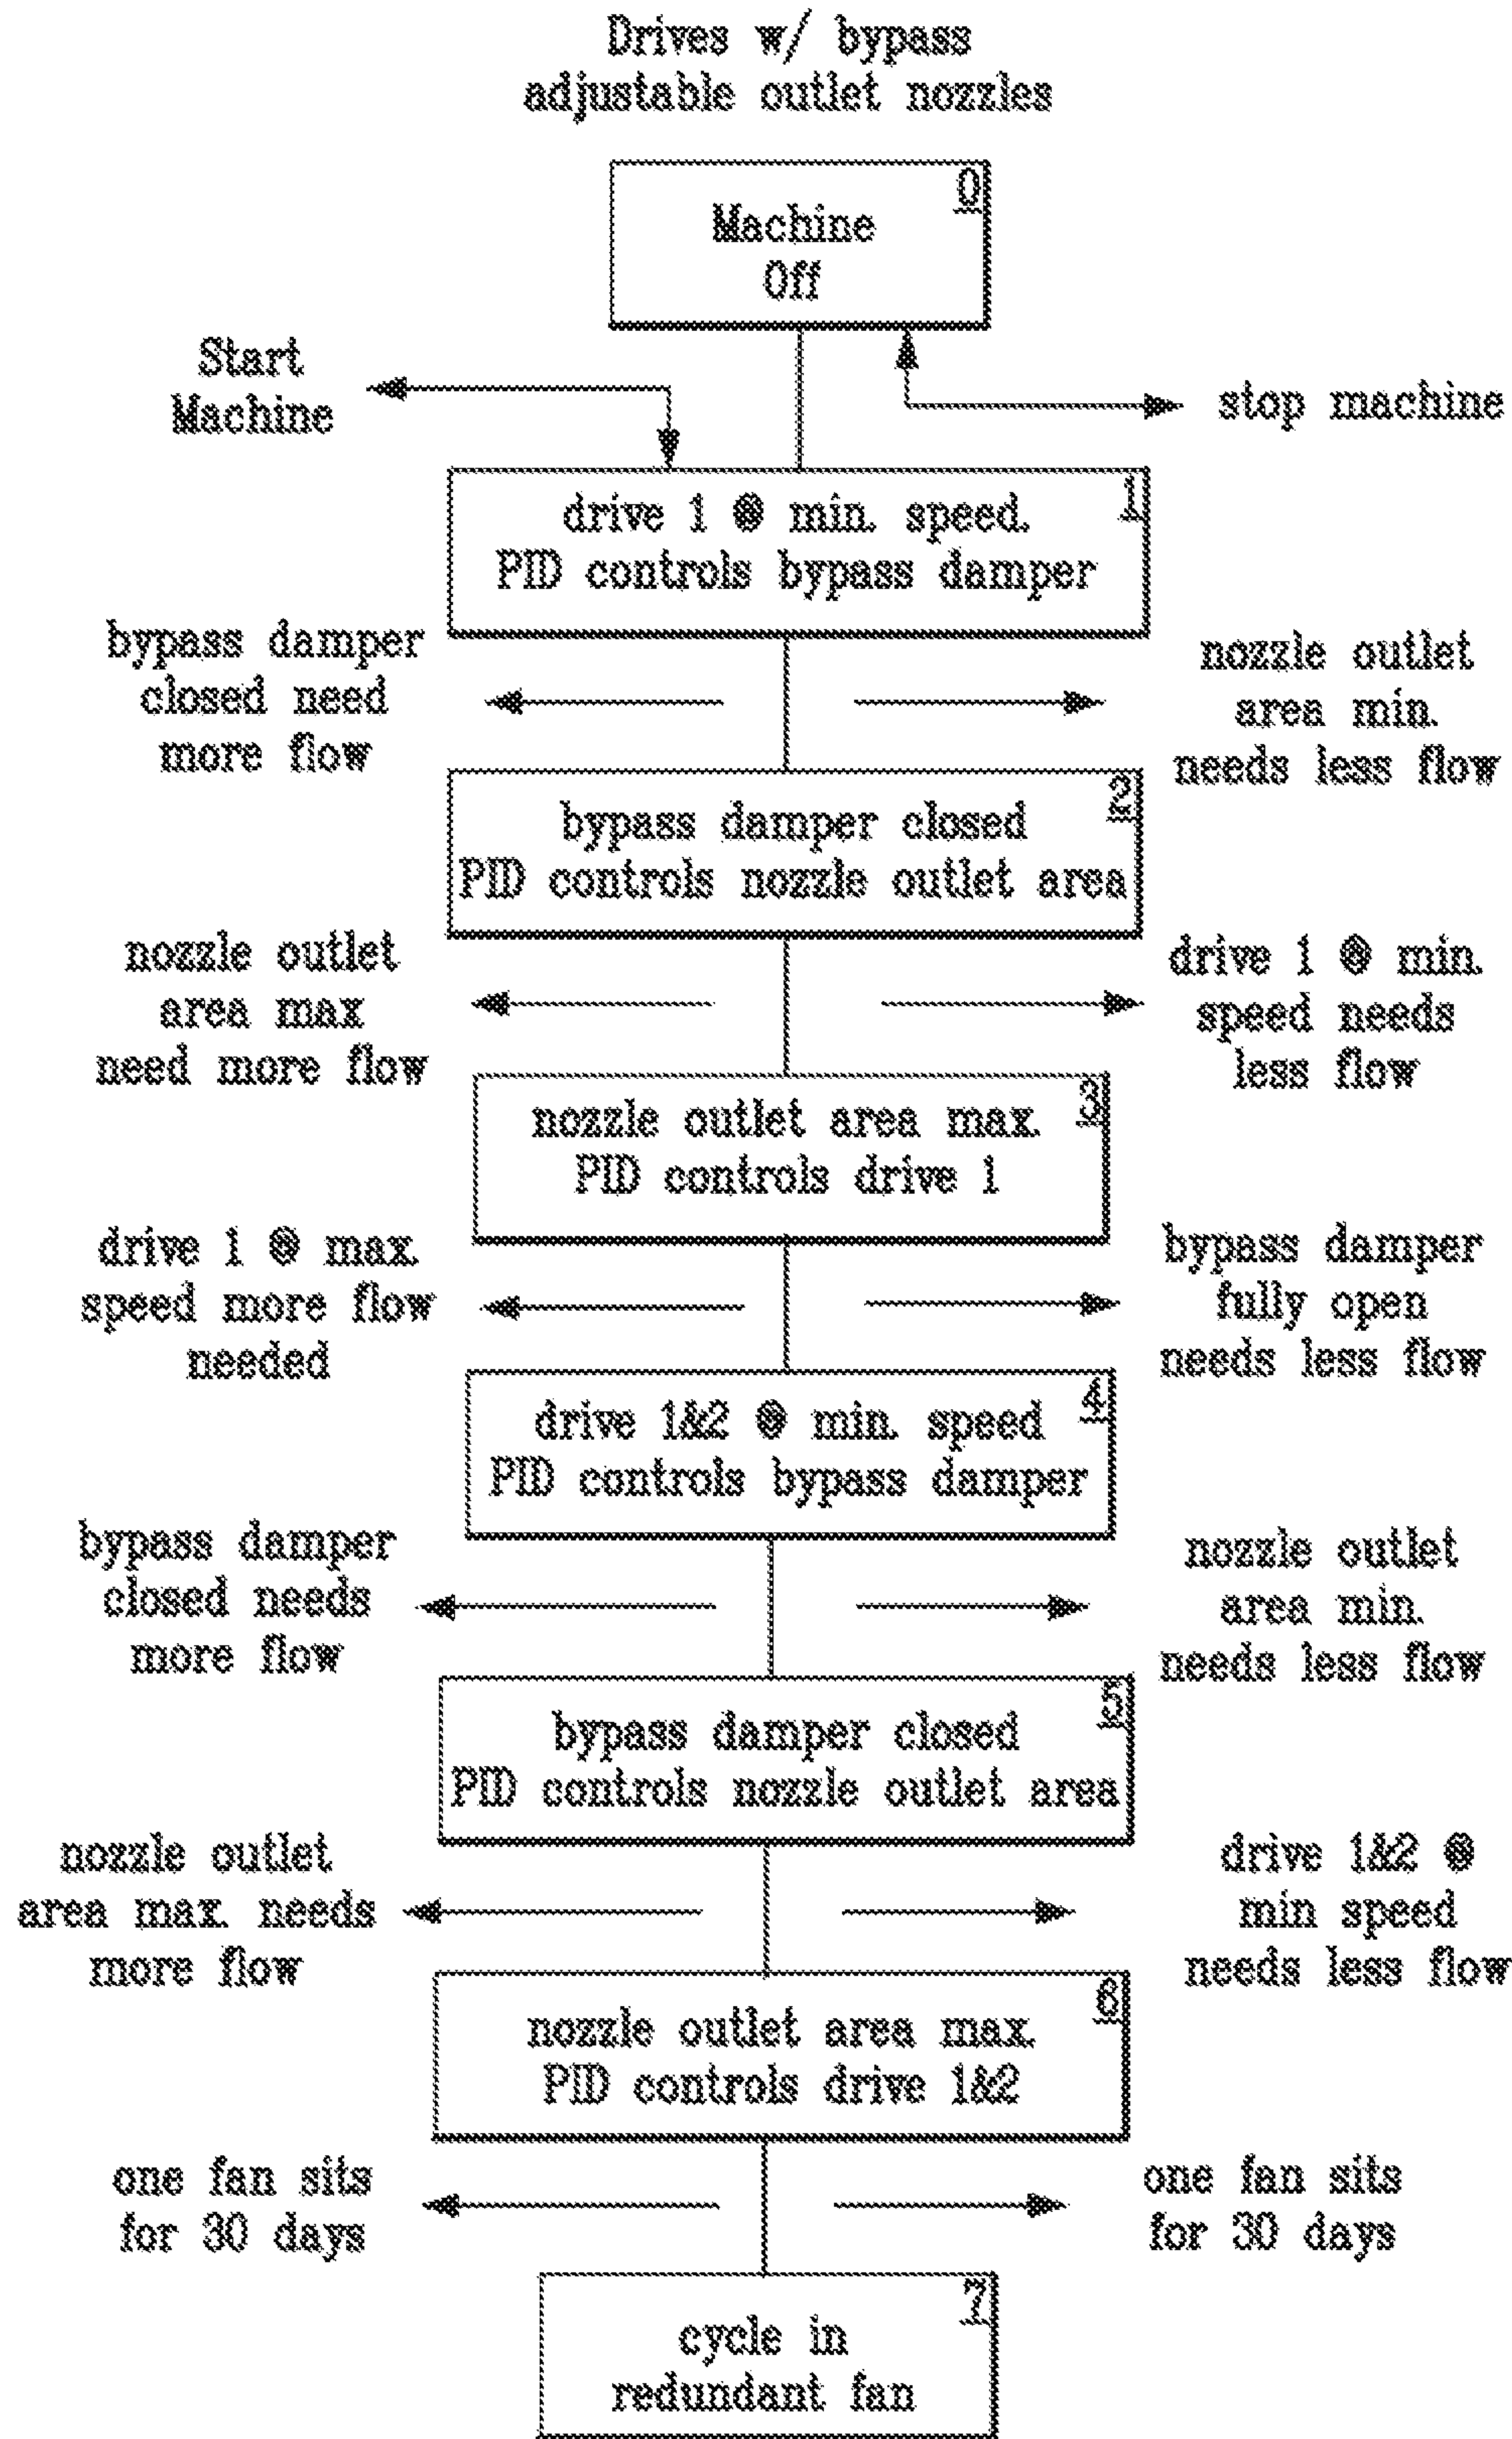 Drives w/ bypass
adjustable outlet nozzles
0
Machine
Off
Start
Machine
stop machine
1
drive 1 @ min. speed.
PID controls bypass damper
bypass damper
closed need
more flow
nozzle outlet
area min.
needs less flow
2
bypass damper closed
PID controls nozzle outlet area
nozzle outlet
area max
need more flow
drive 1 @ min.
speed needs
less flow
3
nozzle outlet area max.
PID controls drive 1
drive 1 @ max.
speed more flow
needed
bypass damper
fully open
needs less flow
4
drive 1&2 @ min. speed
PID controls bypass damper
bypass damper
closed needs
more flow
nozzle outlet
area min.
needs less flow
5
bypass damper closed
PID controls nozzle outlet area
nozzle outlet
area max. needs
more flow
drive 1&2 @
min speed
needs less flow
6
nozzle outlet area max.
PID controls drive 1&2
one fan sits
for 30 days
one fan sits
for 30 days
7
cycle in
redundant fan